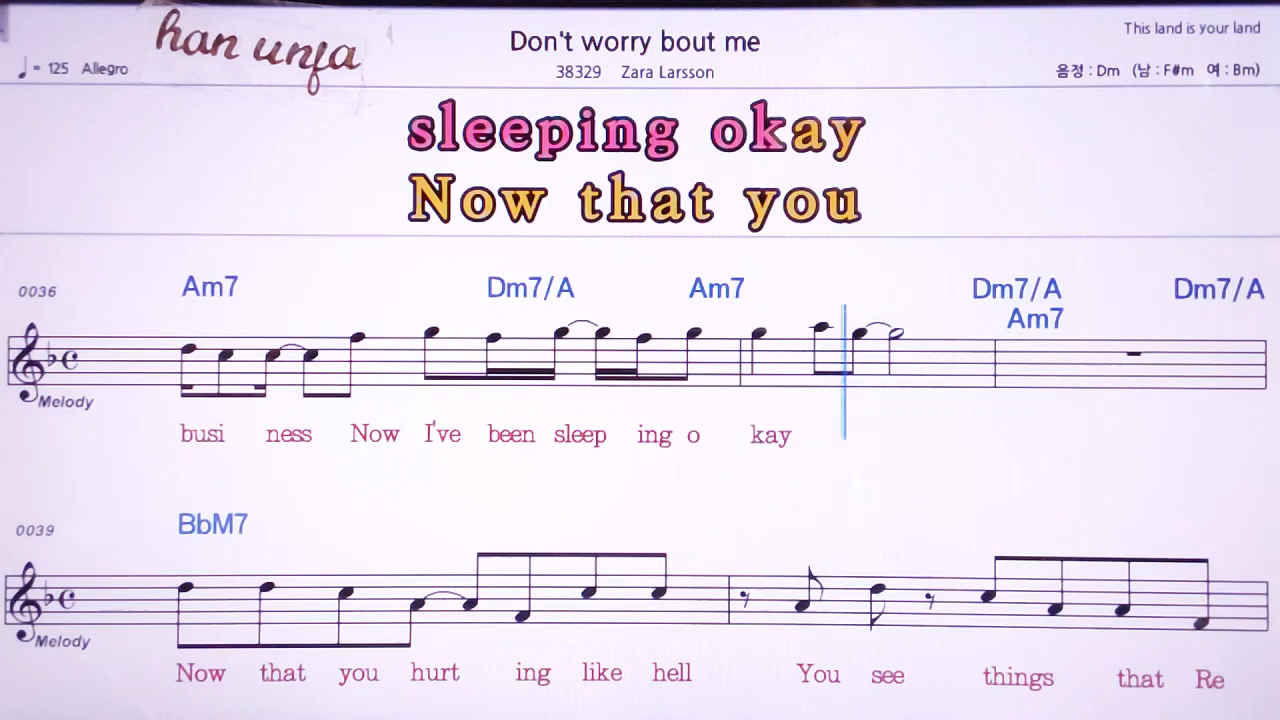 han unja
Don't worry bout me
This land is your land
♩= 125 Allegro
38329 Zara Larsson
음정 : Dm (남 : F#m 여 : Bm)
sleeping okay
Now that you
0036 Am7 Dm7/A Am7 Dm7/A Dm7/A
Am7
Melody
busi ness Now I've been sleep ing o kay
0039 BbM7
Melody
Now that you hurt ing like hell You see things that Re